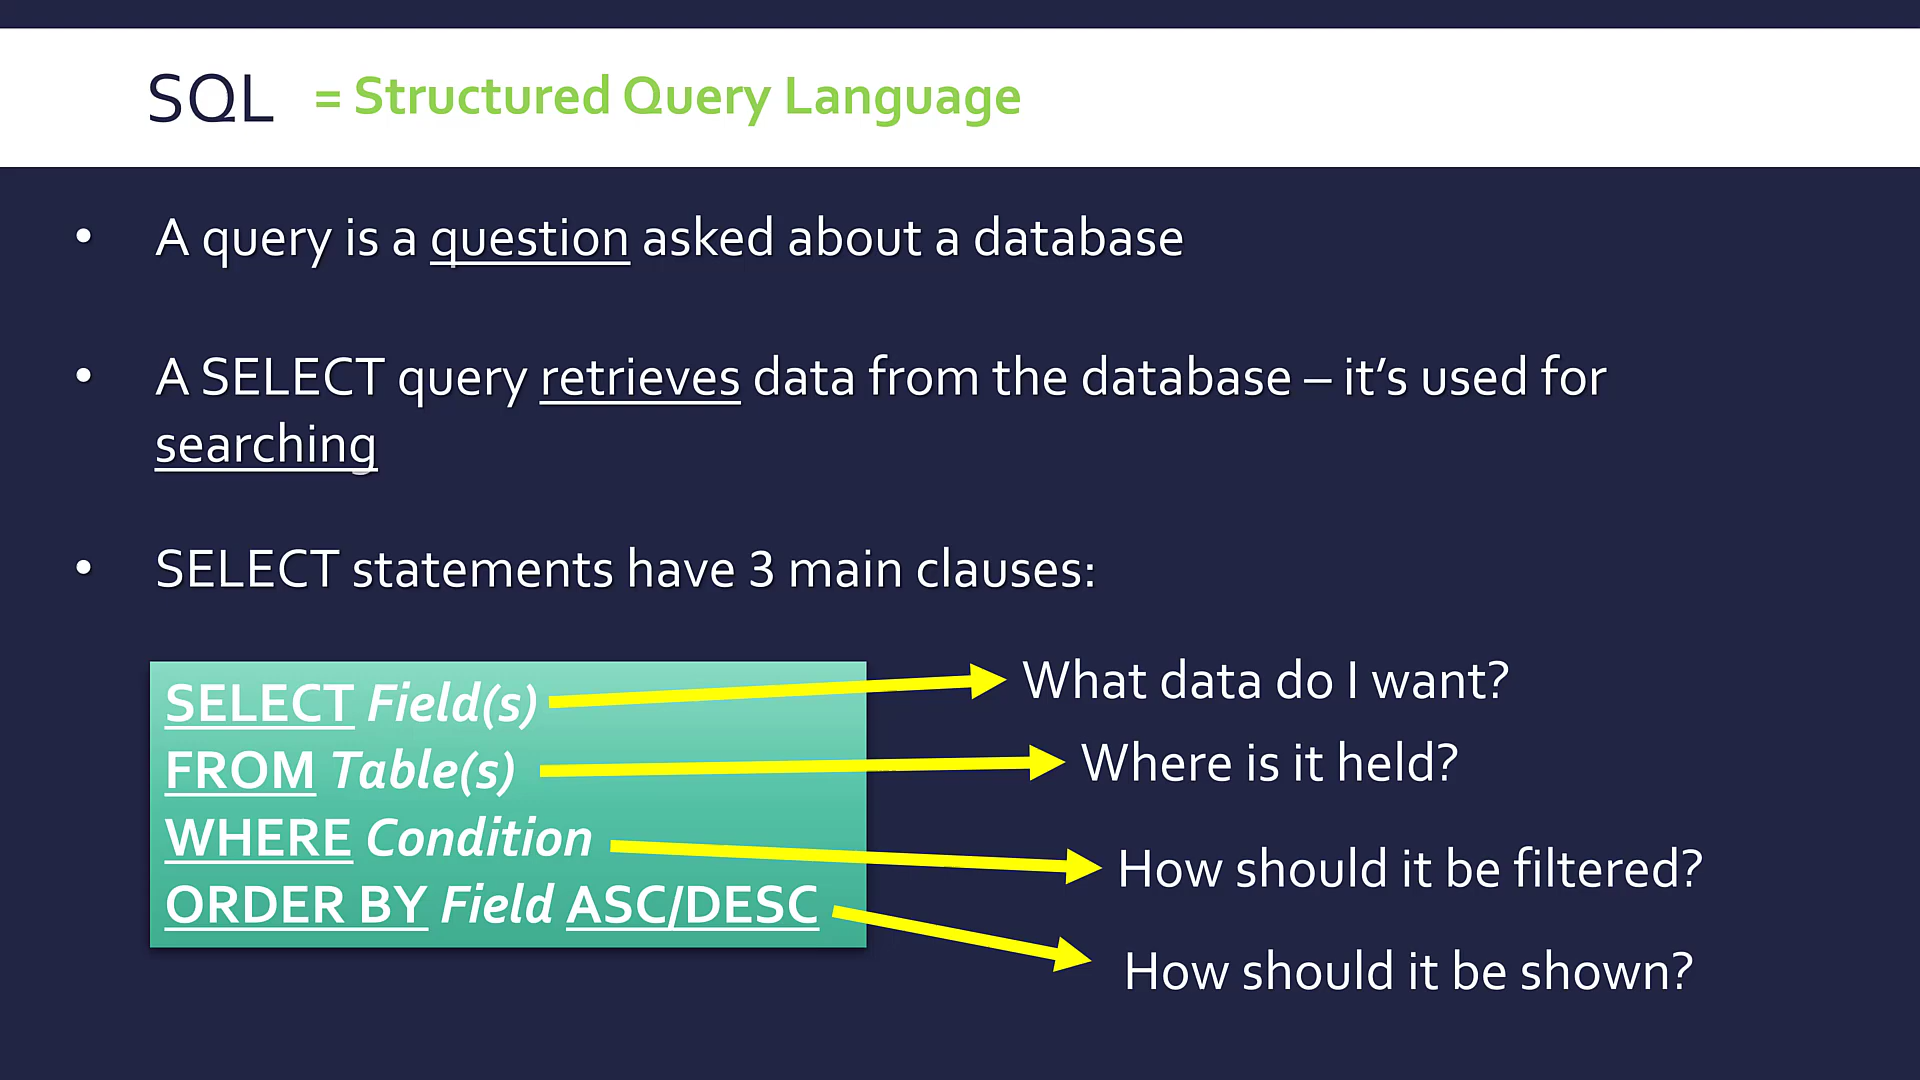 SQL = Structured Query Language
• A query is a question asked about a database
• A SELECT query retrieves data from the database – it’s used for
searching
• SELECT statements have 3 main clauses:
SELECT Field(s)
What data do I want?
FROM Table(s)
Where is it held?
WHERE Condition
How should it be filtered?
ORDER BY Field ASC/DESC
How should it be shown?